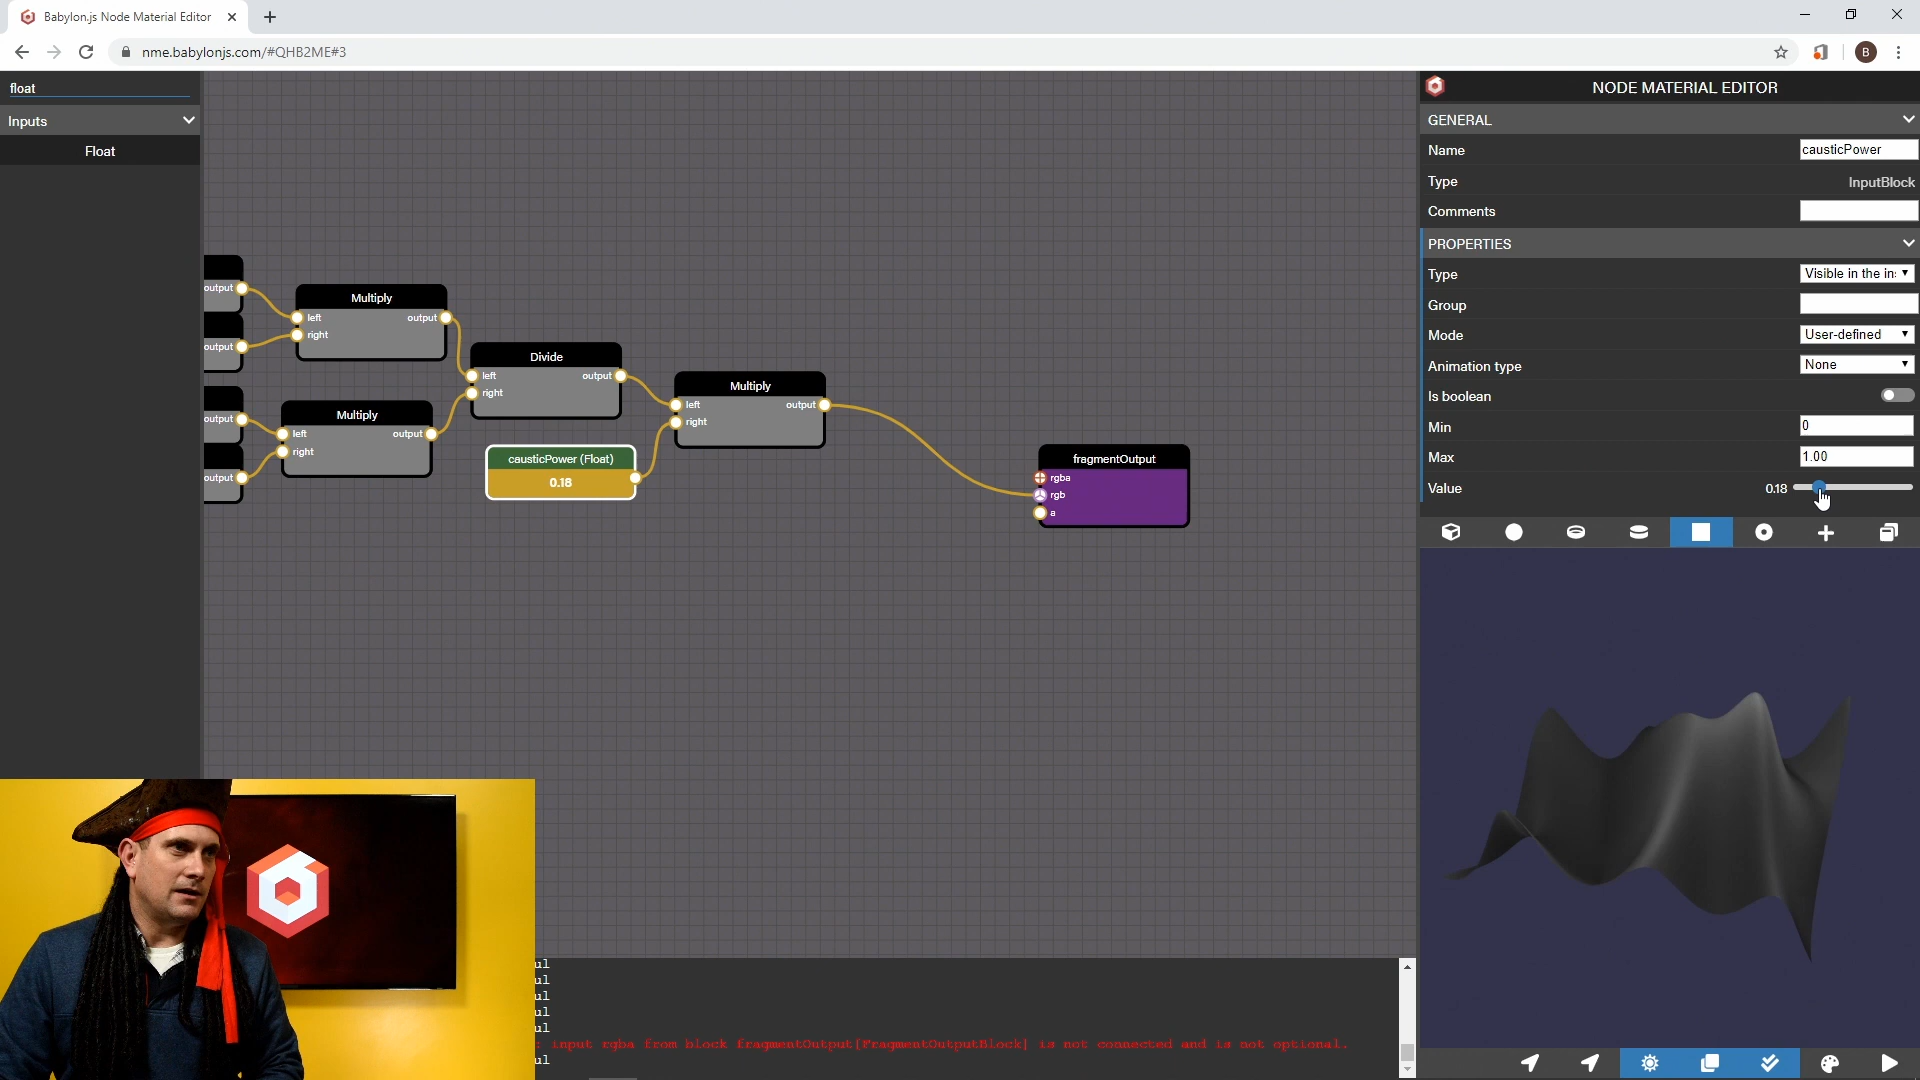 Babylon.js Node Material Editor
nme.babylonjs.com/#QHB2ME#3
B
float
Inputs
Float
output
output
output
output
Multiply
left output
right
Multiply
left output
right
Divide
left output
right
causticPower (Float)
0.18
Multiply
left output
right
fragmentOutput
rgba
rgb
a
NODE MATERIAL EDITOR
GENERAL
Name causticPower
Type InputBlock
Comments
PROPERTIES
Type Visible in the in:
Group
Mode User-defined
Animation type None
Is boolean
Min 0
Max 1.00
Value 0.18
ul
ul
ul
ul
ul
: input rgba from block fragmentOutput[FragmentOutputBlock] is not connected and is not optional.
ul